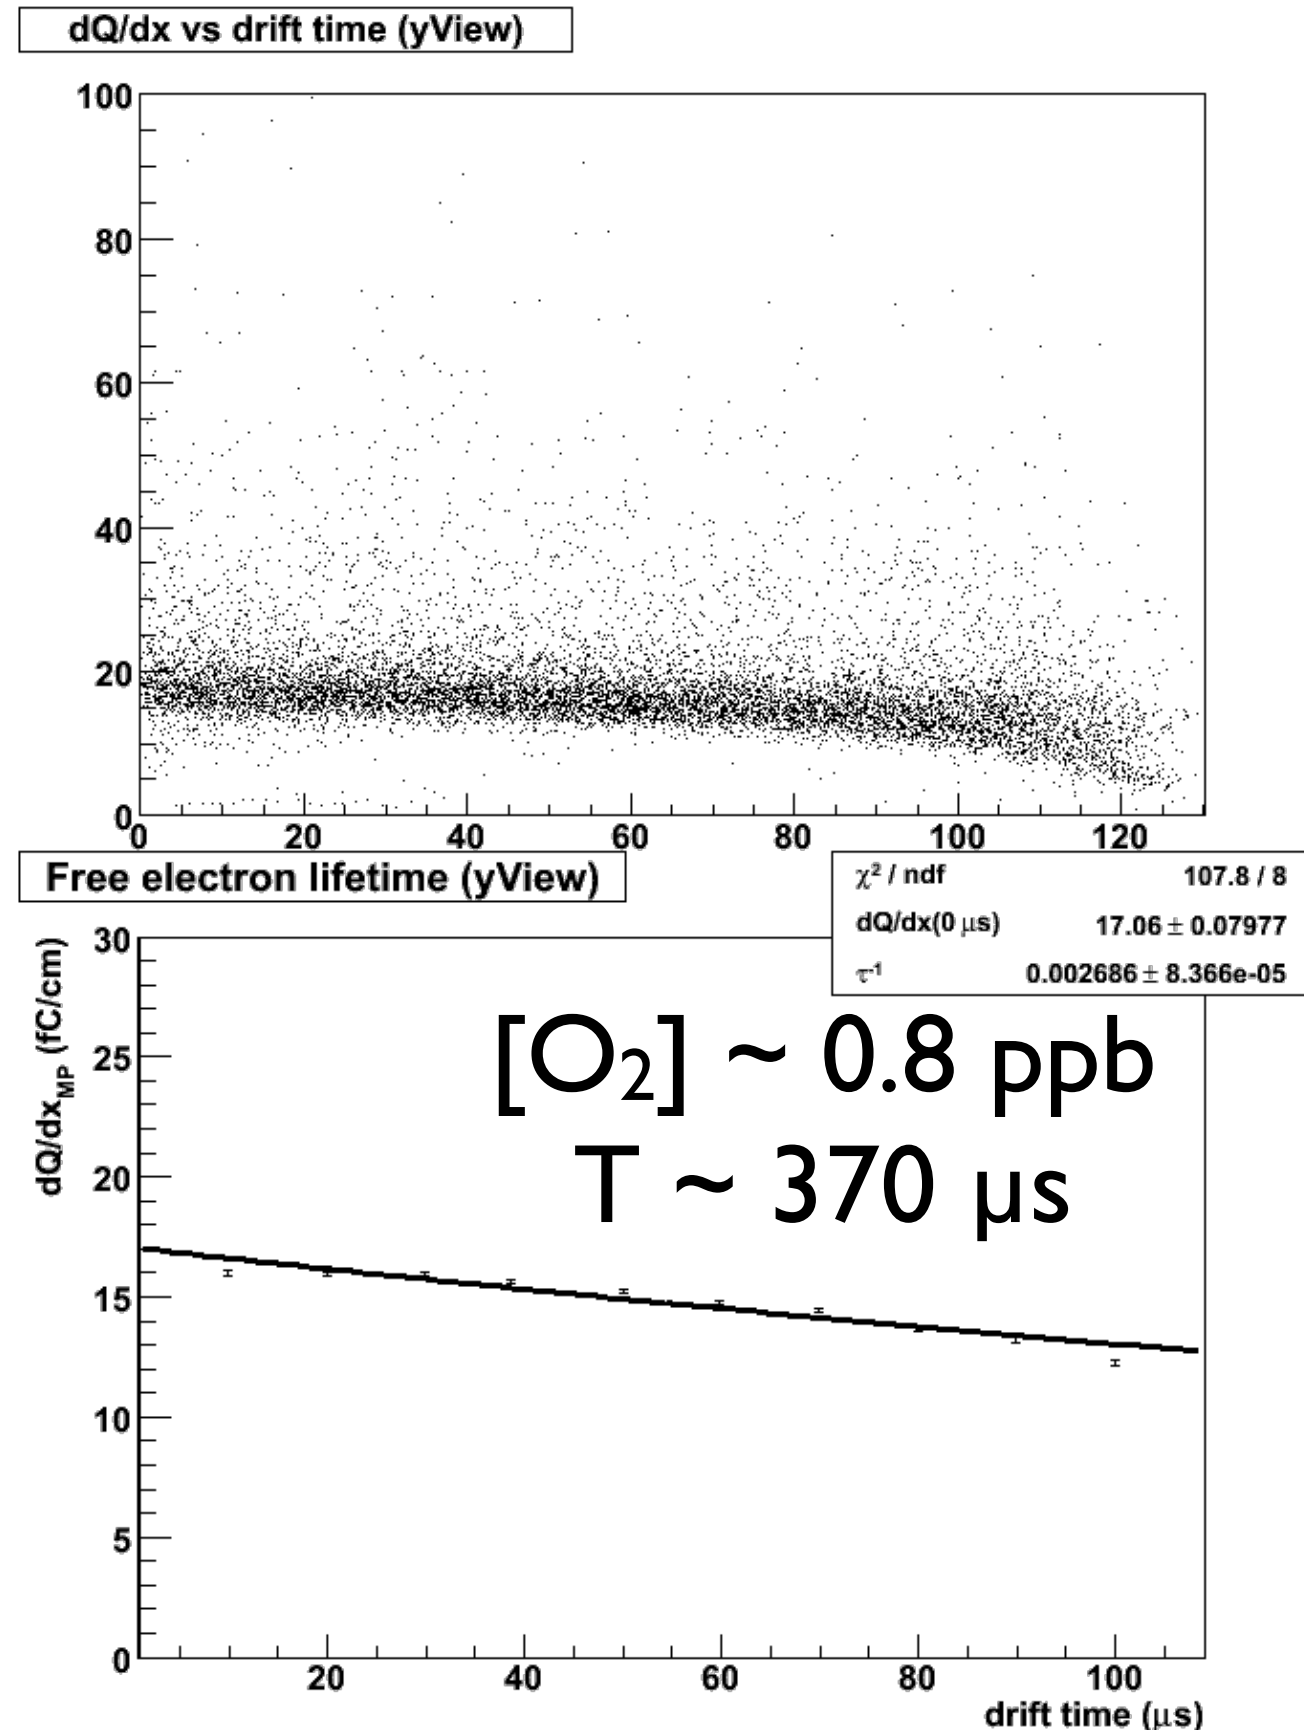 dQ/dx vs drift time (yView)
100
80
60
40
20
0
0 20 40 60 80 100 120
Free electron lifetime (yView)
χ² / ndf 107.8 / 8
dQ/dx(0 μs) 17.06 ± 0.07977
τ⁻¹ 0.002686 ± 8.366e-05
dQ/dx_MP (fC/cm)
30
25
20
15
10
5
0
[O₂] ~ 0.8 ppb
T ~ 370 μs
20 40 60 80 100
drift time (μs)